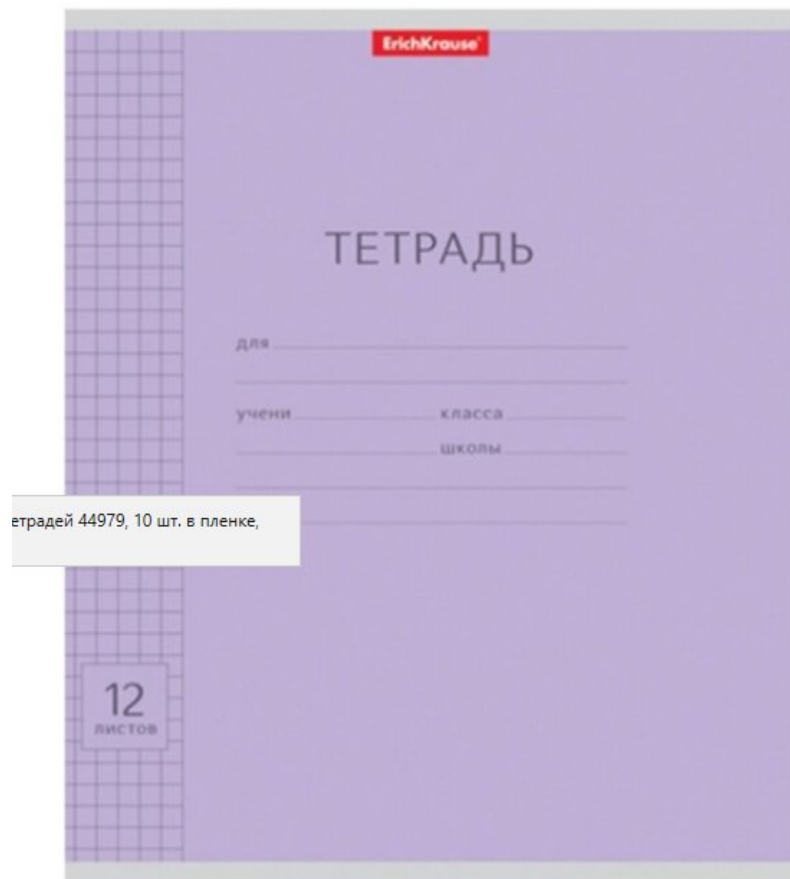 ErichKrause
ТЕТРАДЬ
для
учени класса
школы
етрадей 44979, 10 шт. в пленке,
12
листов